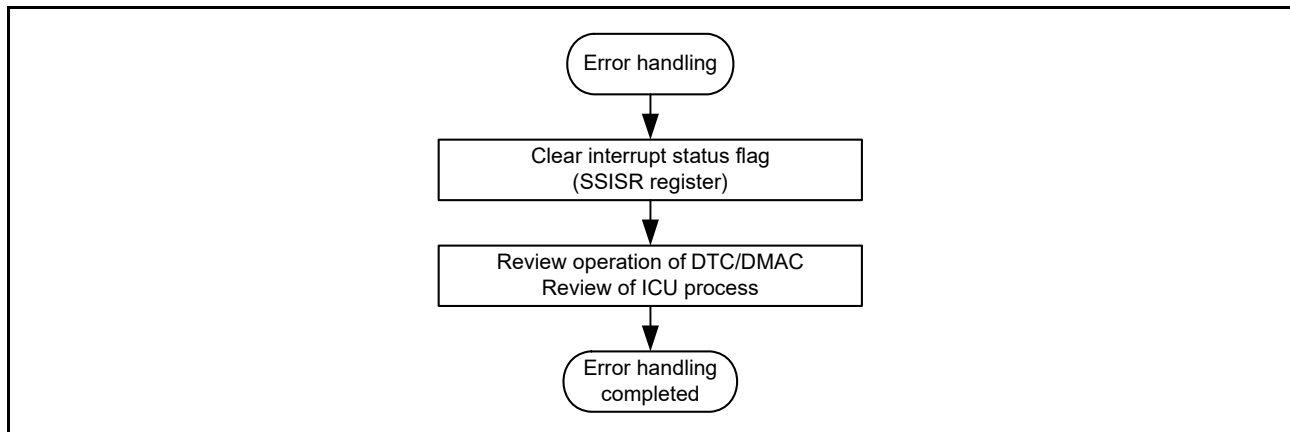 Error handling
Clear interrupt status flag
(SSISR register)
Review operation of DTC/DMAC
Review of ICU process
Error handling
completed